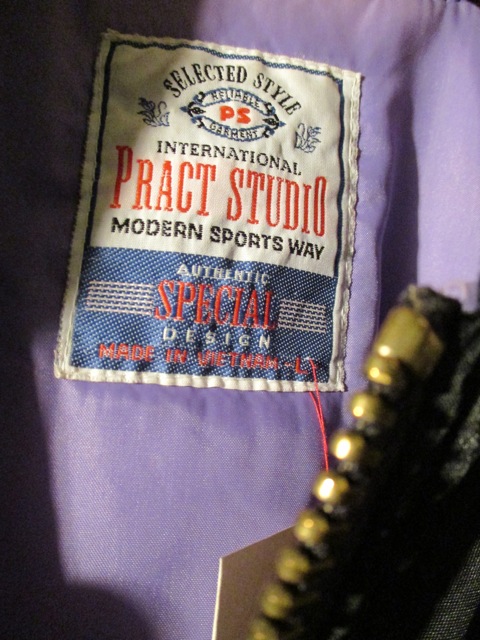 SELECTED STYLE
RELIABLE
PS
GARMENT
INTERNATIONAL
PRACT STUDIO
MODERN SPORTS WAY
AUTHENTIC
SPECIAL
DESIGN
MADE IN VIETNAM - L